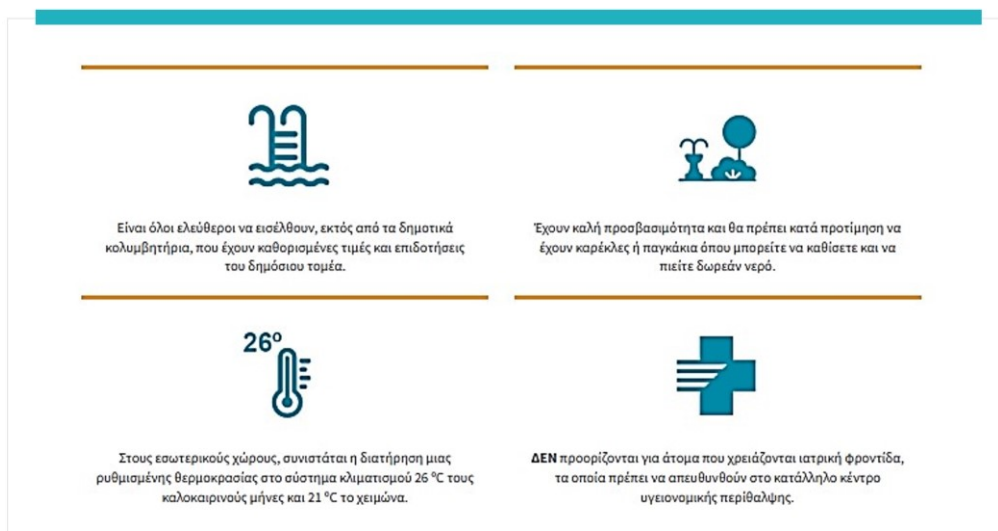 Είναι όλοι ελεύθεροι να εισέλθουν, εκτός από τα δημοτικά
κολυμβητήρια, που έχουν καθορισμένες τιμές και επιδοτήσεις
του δημόσιου τομέα.
Έχουν καλή προσβασιμότητα και θα πρέπει κατά προτίμηση να
έχουν καρέκλες ή παγκάκια όπου μπορείτε να καθίσετε και να
πιείτε δωρεάν νερό.
26º
Στους εσωτερικούς χώρους, συνιστάται η διατήρηση μιας
ρυθμισμένης θερμοκρασίας στο σύστημα κλιματισμού 26 ºC τους
καλοκαιρινούς μήνες και 21 ºC το χειμώνα.
ΔΕΝ προορίζονται για άτομα που χρειάζονται ιατρική φροντίδα,
τα οποία πρέπει να απευθυνθούν στο κατάλληλο κέντρο
υγειονομικής περίθαλψης.